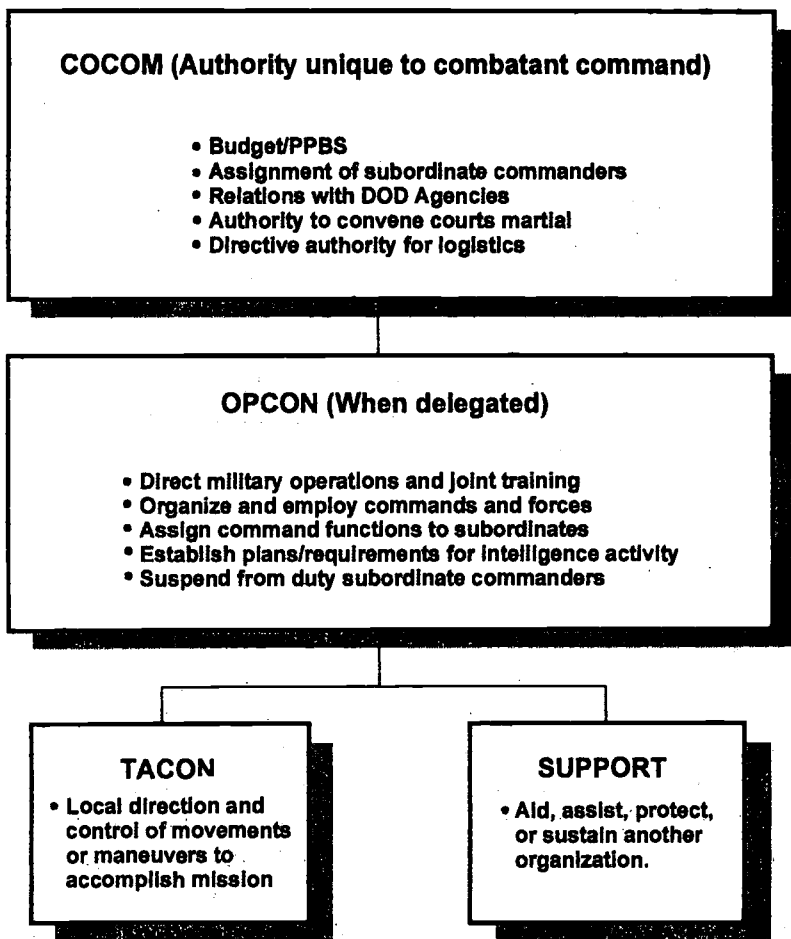 COCOM (Authority unique to combatant command)
• Budget/PPBS
• Assignment of subordinate commanders
• Relations with DOD Agencies
• Authority to convene courts martial
• Directive authority for logistics
OPCON (When delegated)
• Direct military operations and joint training
• Organize and employ commands and forces
• Assign command functions to subordinates
• Establish plans/requirements for intelligence activity
• Suspend from duty subordinate commanders
TACON
• Local direction and
control of movements
or maneuvers to
accomplish mission
SUPPORT
• Aid, assist, protect,
or sustain another
organization.